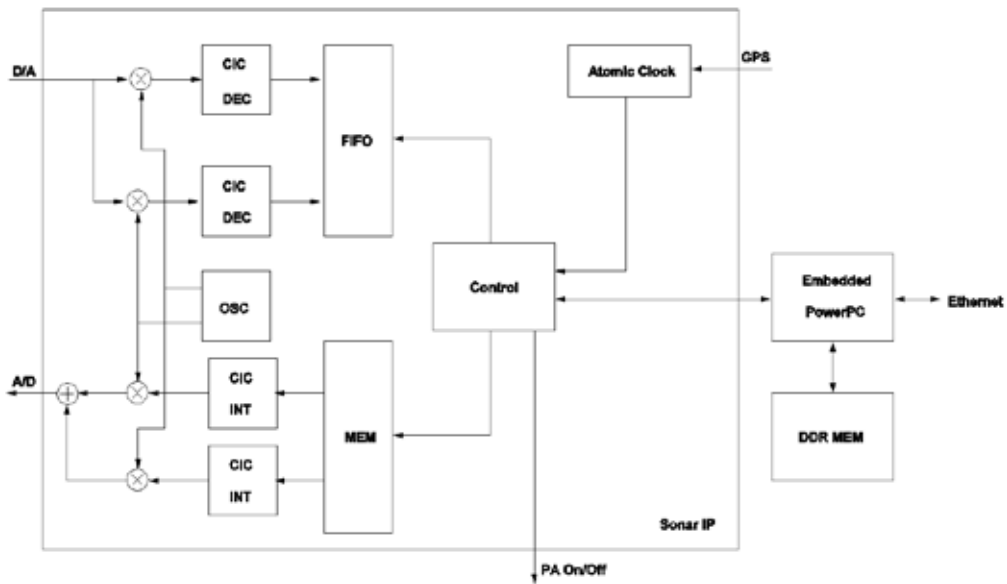 D/A
CIC
DEC
FIFO
Atomic Clock
GPS
CIC
DEC
OSC
Control
Embedded
PowerPC
Ethernet
A/D
CIC
INT
MEM
DDR MEM
CIC
INT
Sonar IP
PA On/Off